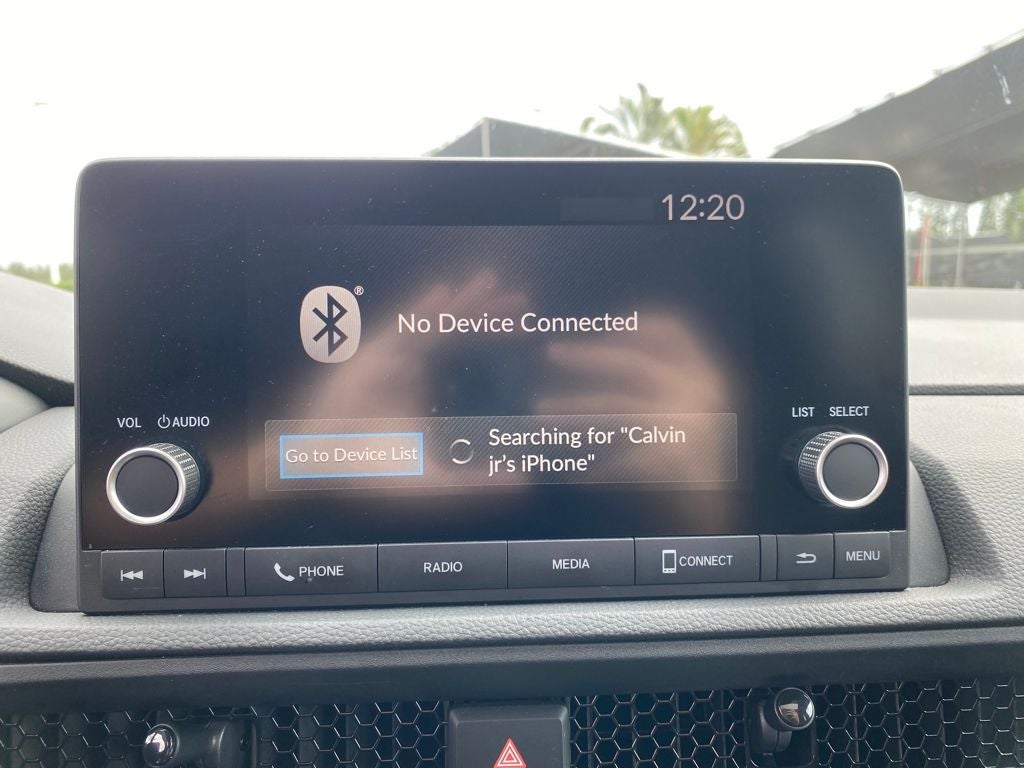 12:20
®
No Device Connected
VOL AUDIO
LIST SELECT
Go to Device List
Searching for "Calvin
jr's iPhone"
PHONE
RADIO
MEDIA
CONNECT
MENU